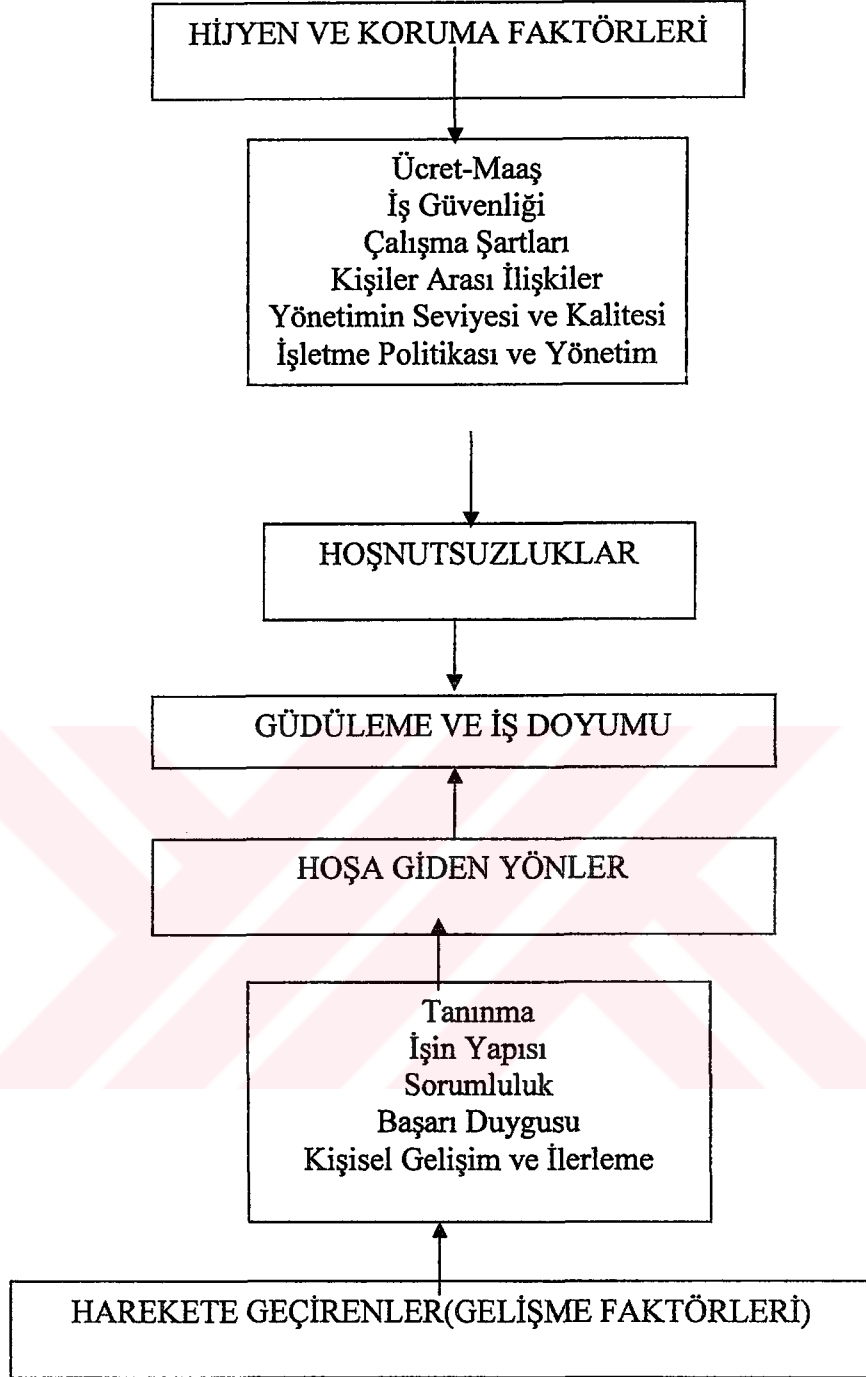 HİJYEN VE KORUMA FAKTÖRLERİ
Ücret-Maaş
İş Güvenliği
Çalışma Şartları
Kişiler Arası İlişkiler
Yönetimin Seviyesi ve Kalitesi
İşletme Politikası ve Yönetim
HOŞNUTSUZLUKLAR
GÜDÜLEME VE İŞ DOYUMU
HOŞA GİDEN YÖNLER
Tanınma
İşin Yapısı
Sorumluluk
Başarı Duygusu
Kişisel Gelişim ve İlerleme
HAREKETE GEÇİRENLER(GELİŞME FAKTÖRLERİ)